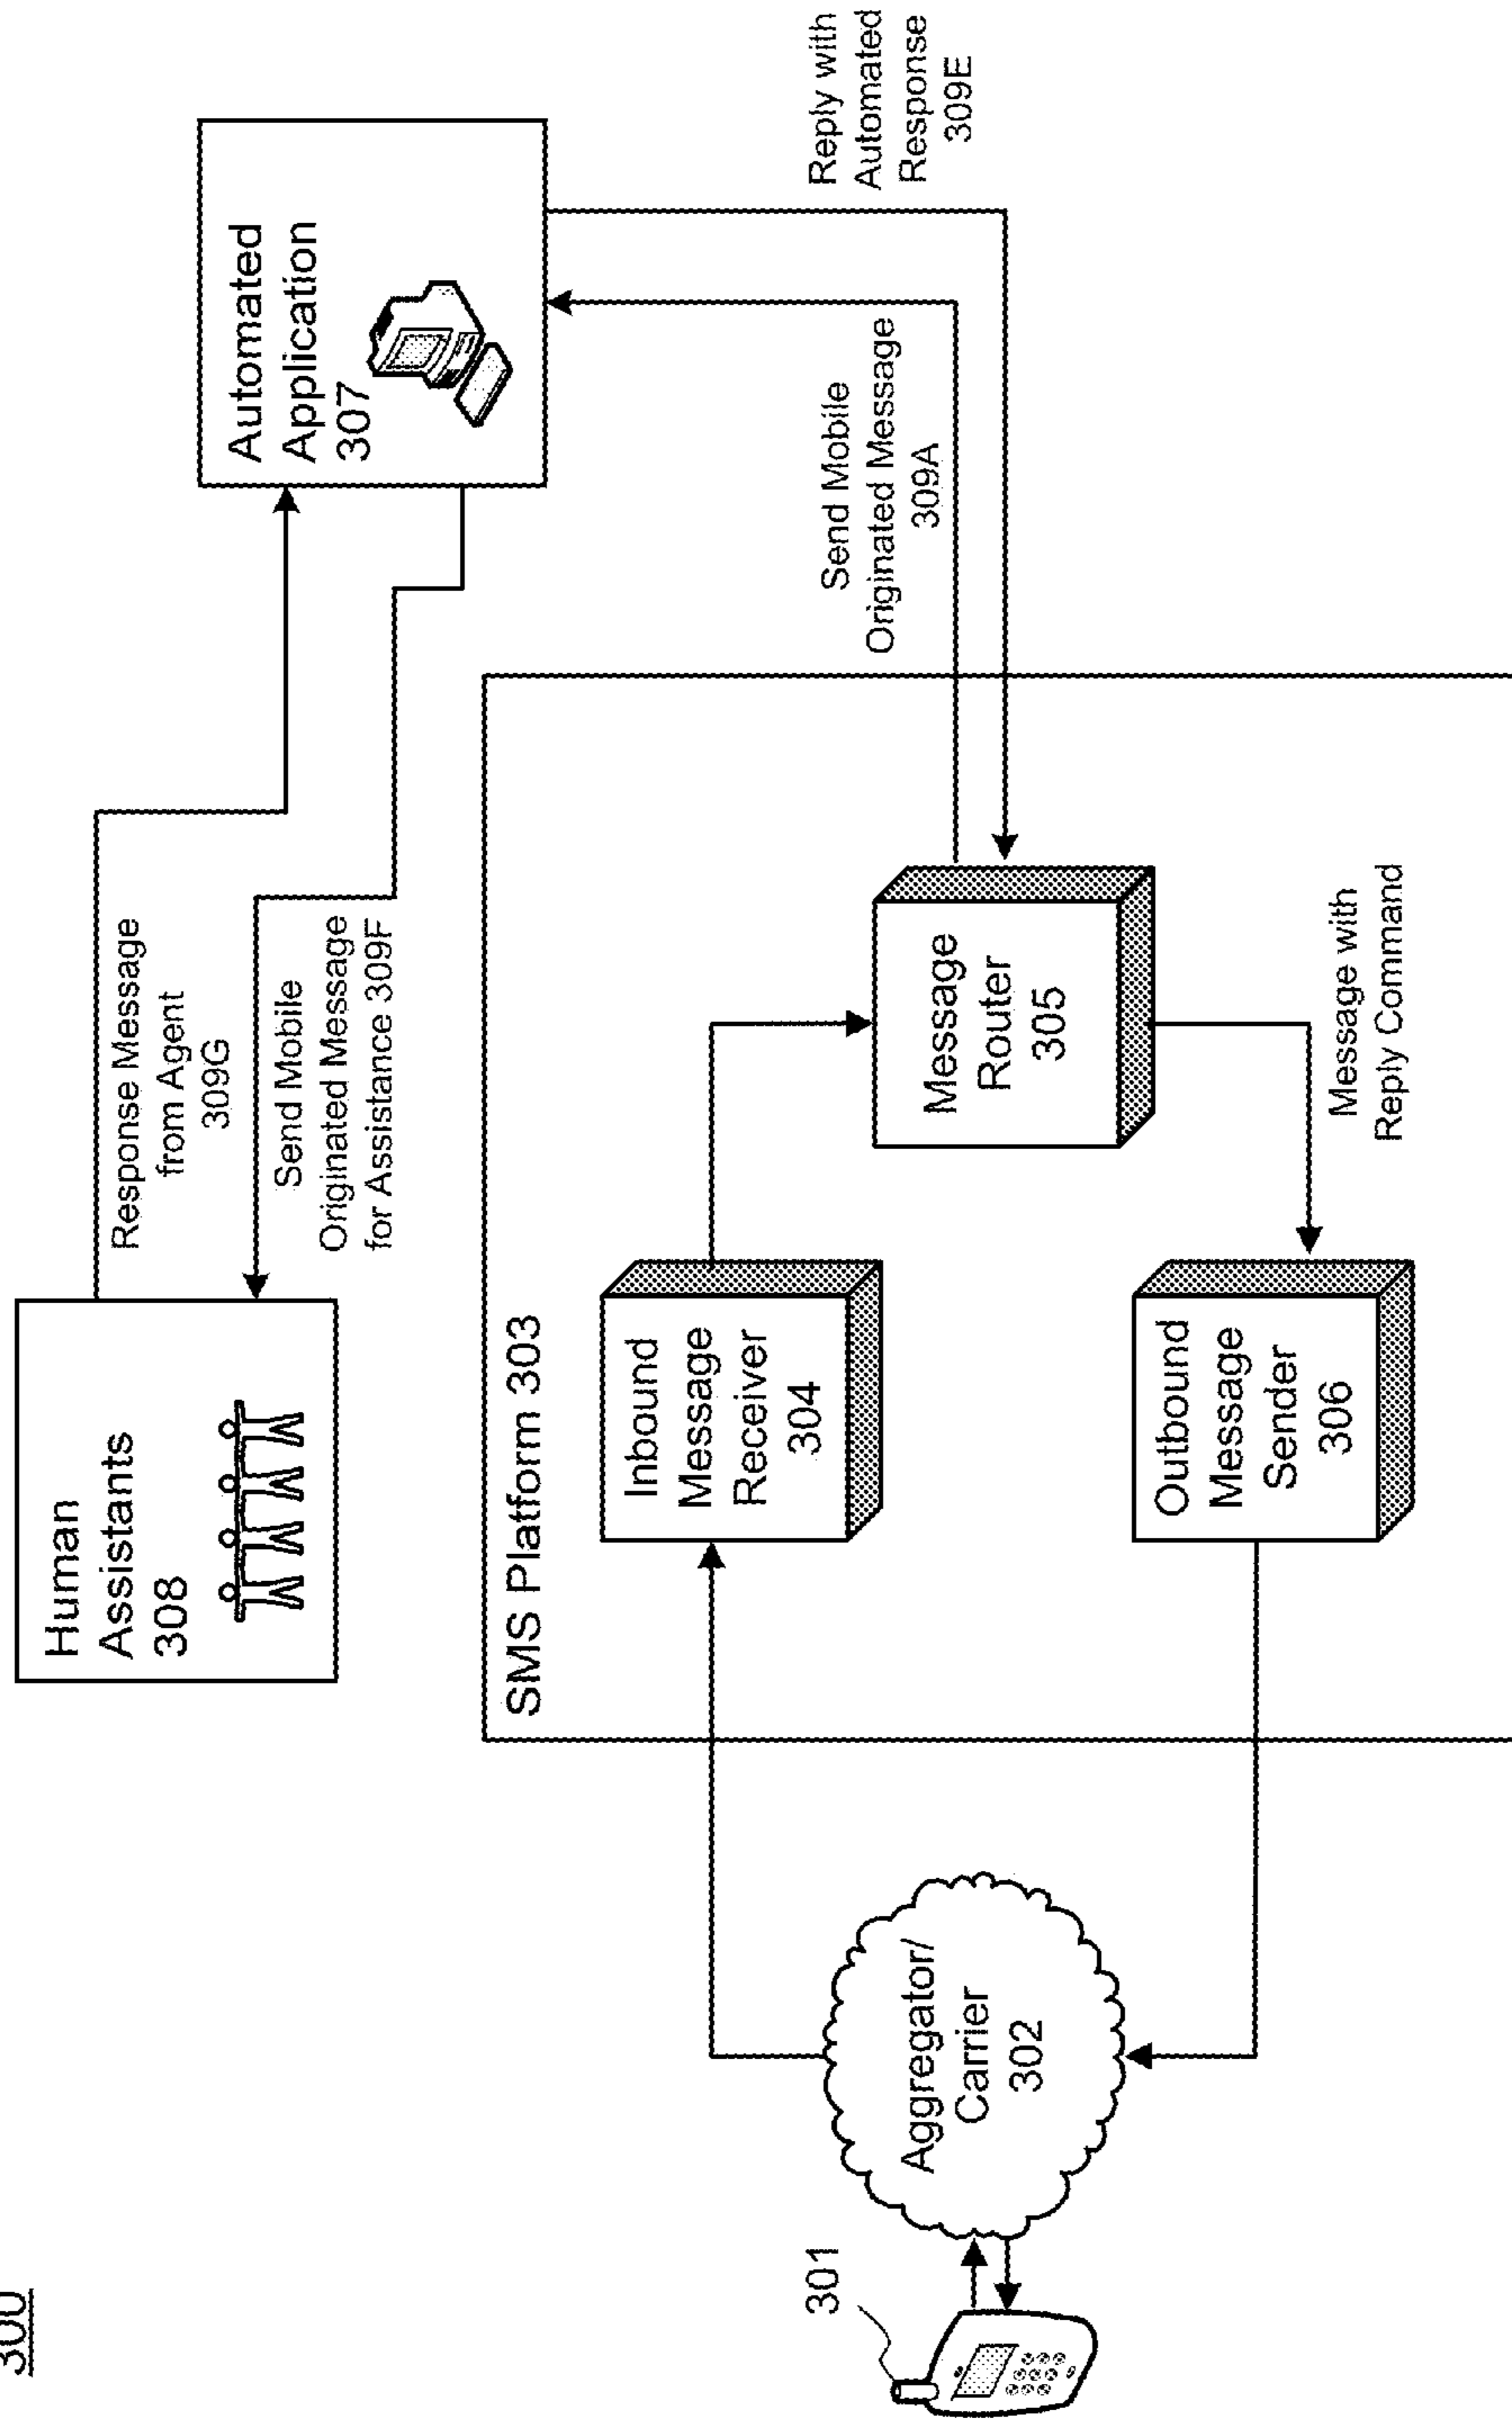 300
Human
Assistants
308
Response Message
from Agent
309G
Send Mobile
Originated Message
for Assistance 309F
Automated
Application
307
SMS Platform 303
Inbound
Message
Receiver
304
Message
Router
305
Outbound
Message
Sender
306
Message with
Reply Command
Send Mobile
Originated Message
309A
Reply with
Automated
Response
309E
301
Aggregator/
Carrier
302